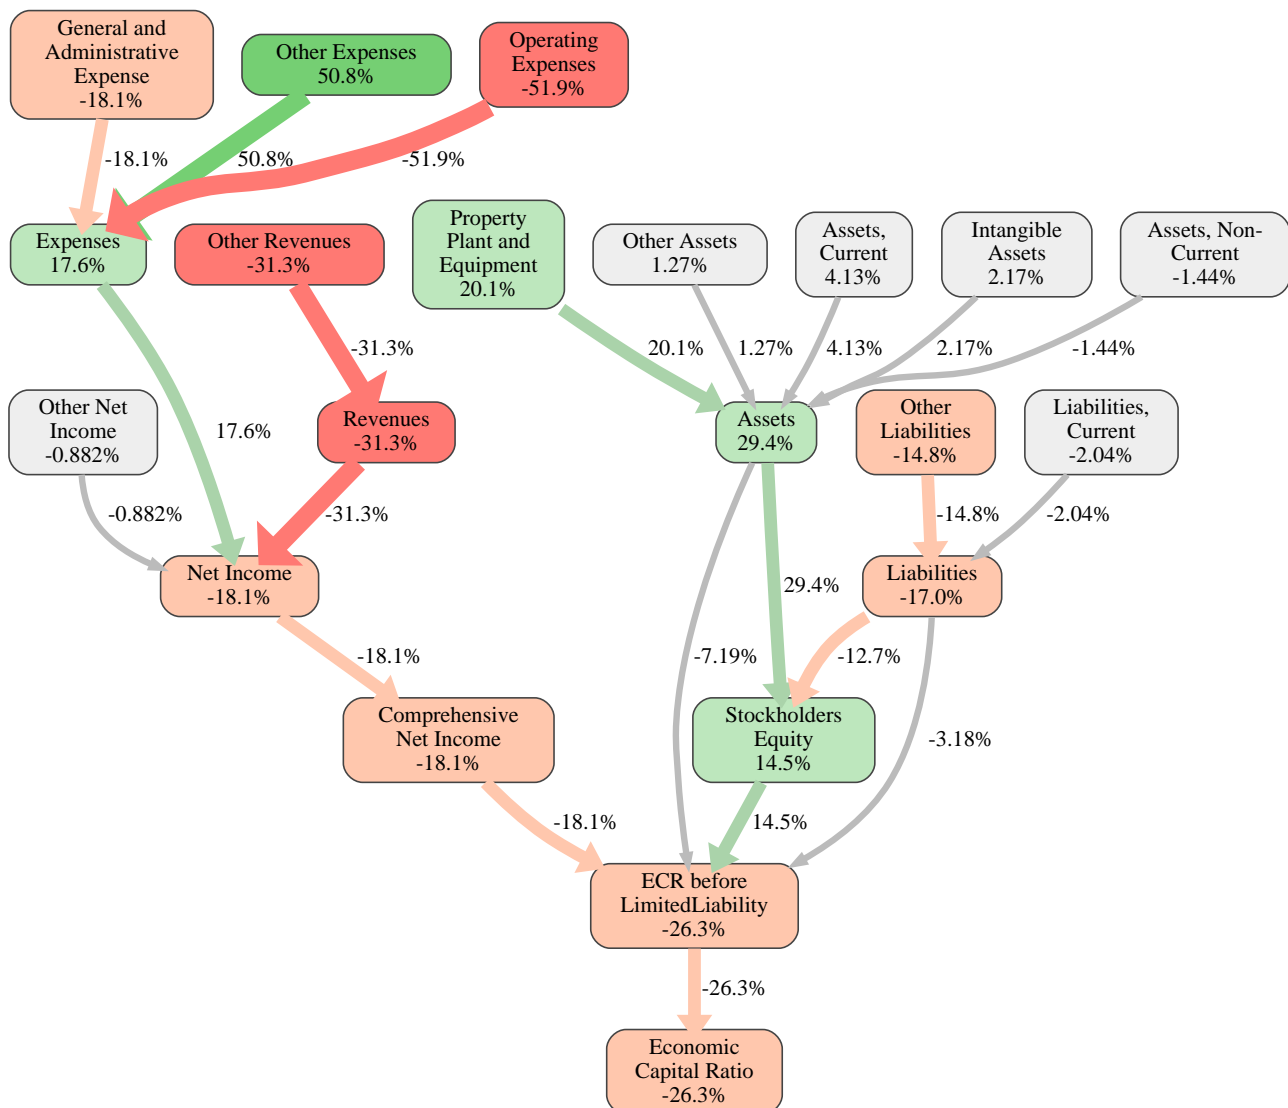 General and
Administrative
Expense
-18.1%
Other Expenses
50.8%
Operating
Expenses
-51.9%
-18.1%
50.8%
-51.9%
Expenses
17.6%
Other Revenues
-31.3%
Property
Plant and
Equipment
20.1%
Other Assets
1.27%
Assets,
Current
4.13%
Intangible
Assets
2.17%
Assets, Non-
Current
-1.44%
-31.3%
20.1%
1.27%
4.13%
2.17%
-1.44%
Other Net
Income
-0.882%
17.6%
Revenues
-31.3%
Assets
29.4%
Other
Liabilities
-14.8%
Liabilities,
Current
-2.04%
-0.882%
-31.3%
-14.8%
-2.04%
Net Income
-18.1%
29.4%
Liabilities
-17.0%
-18.1%
-7.19%
-12.7%
Comprehensive
Net Income
-18.1%
Stockholders
Equity
14.5%
-3.18%
-18.1%
14.5%
ECR before
LimitedLiability
-26.3%
-26.3%
Economic
Capital Ratio
-26.3%